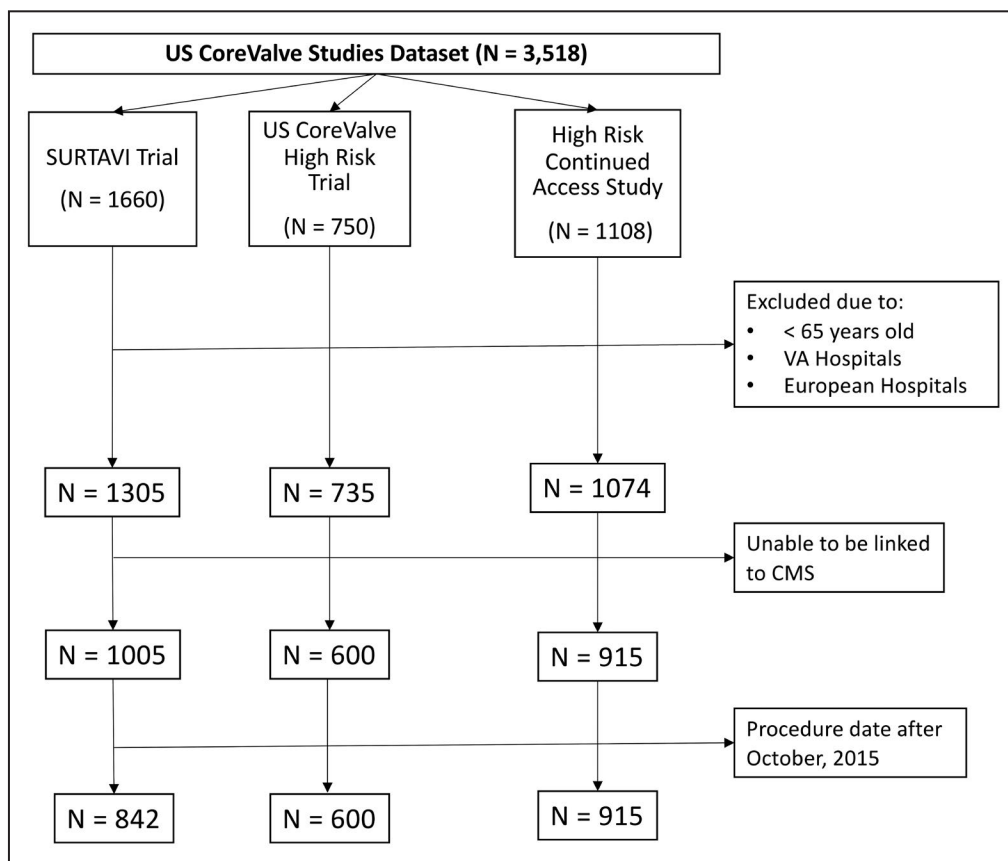 US CoreValve Studies Dataset (N = 3,518)
SURTAVI Trial
(N = 1660)
US CoreValve
High Risk
Trial
(N = 750)
High Risk
Continued
Access Study
(N = 1108)
Excluded due to:
• < 65 years old
• VA Hospitals
• European Hospitals
N = 1305
N = 735
N = 1074
Unable to be linked
to CMS
N = 1005
N = 600
N = 915
Procedure date after
October, 2015
N = 842
N = 600
N = 915